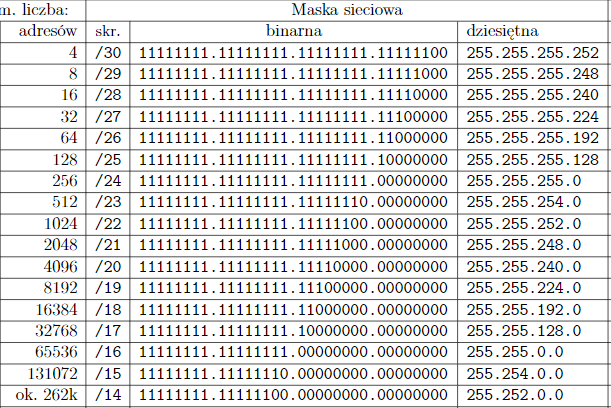 m. liczba: Maska sieciowa
adresów skr. binarna dziesiętna
4 /30 11111111.11111111.11111111.11111100 255.255.255.252
8 /29 11111111.11111111.11111111.11111000 255.255.255.248
16 /28 11111111.11111111.11111111.11110000 255.255.255.240
32 /27 11111111.11111111.11111111.11100000 255.255.255.224
64 /26 11111111.11111111.11111111.11000000 255.255.255.192
128 /25 11111111.11111111.11111111.10000000 255.255.255.128
256 /24 11111111.11111111.11111111.00000000 255.255.255.0
512 /23 11111111.11111111.11111110.00000000 255.255.254.0
1024 /22 11111111.11111111.11111100.00000000 255.255.252.0
2048 /21 11111111.11111111.11111000.00000000 255.255.248.0
4096 /20 11111111.11111111.11110000.00000000 255.255.240.0
8192 /19 11111111.11111111.11100000.00000000 255.255.224.0
16384 /18 11111111.11111111.11000000.00000000 255.255.192.0
32768 /17 11111111.11111111.10000000.00000000 255.255.128.0
65536 /16 11111111.11111111.00000000.00000000 255.255.0.0
131072 /15 11111111.11111110.00000000.00000000 255.254.0.0
ok. 262k /14 11111111.11111100.00000000.00000000 255.252.0.0